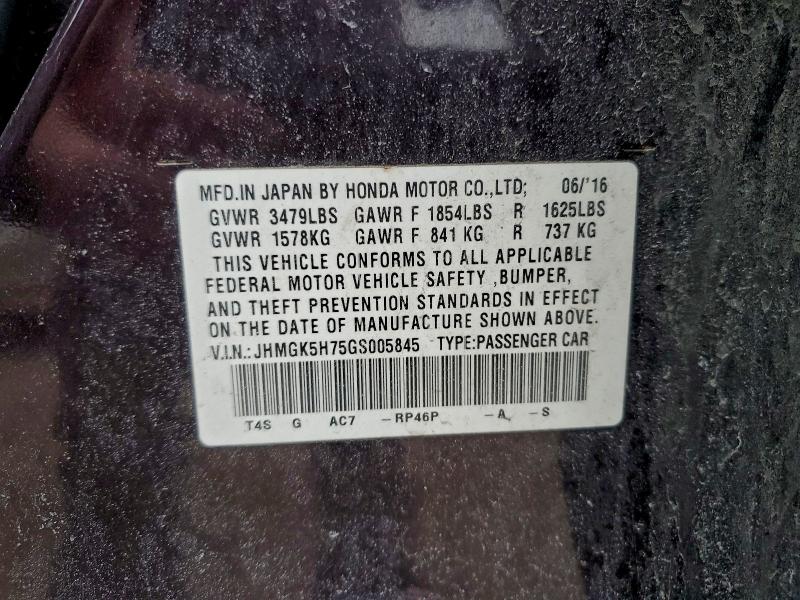 MFD.IN JAPAN BY HONDA MOTOR CO.,LTD; 06/'16
GVWR 3479LBS GAWR F 1854LBS R 1625LBS
GVWR 1578KG GAWR F 841 KG R 737 KG
THIS VEHICLE CONFORMS TO ALL APPLICABLE
FEDERAL MOTOR VEHICLE SAFETY ,BUMPER,
AND THEFT PREVENTION STANDARDS IN EFFECT
ON THE DATE OF MANUFACTURE SHOWN ABOVE.
V.I.N.:JHMGK5H75GS005845 TYPE:PASSENGER CAR
T4S G AC7 -RP46P -A -S